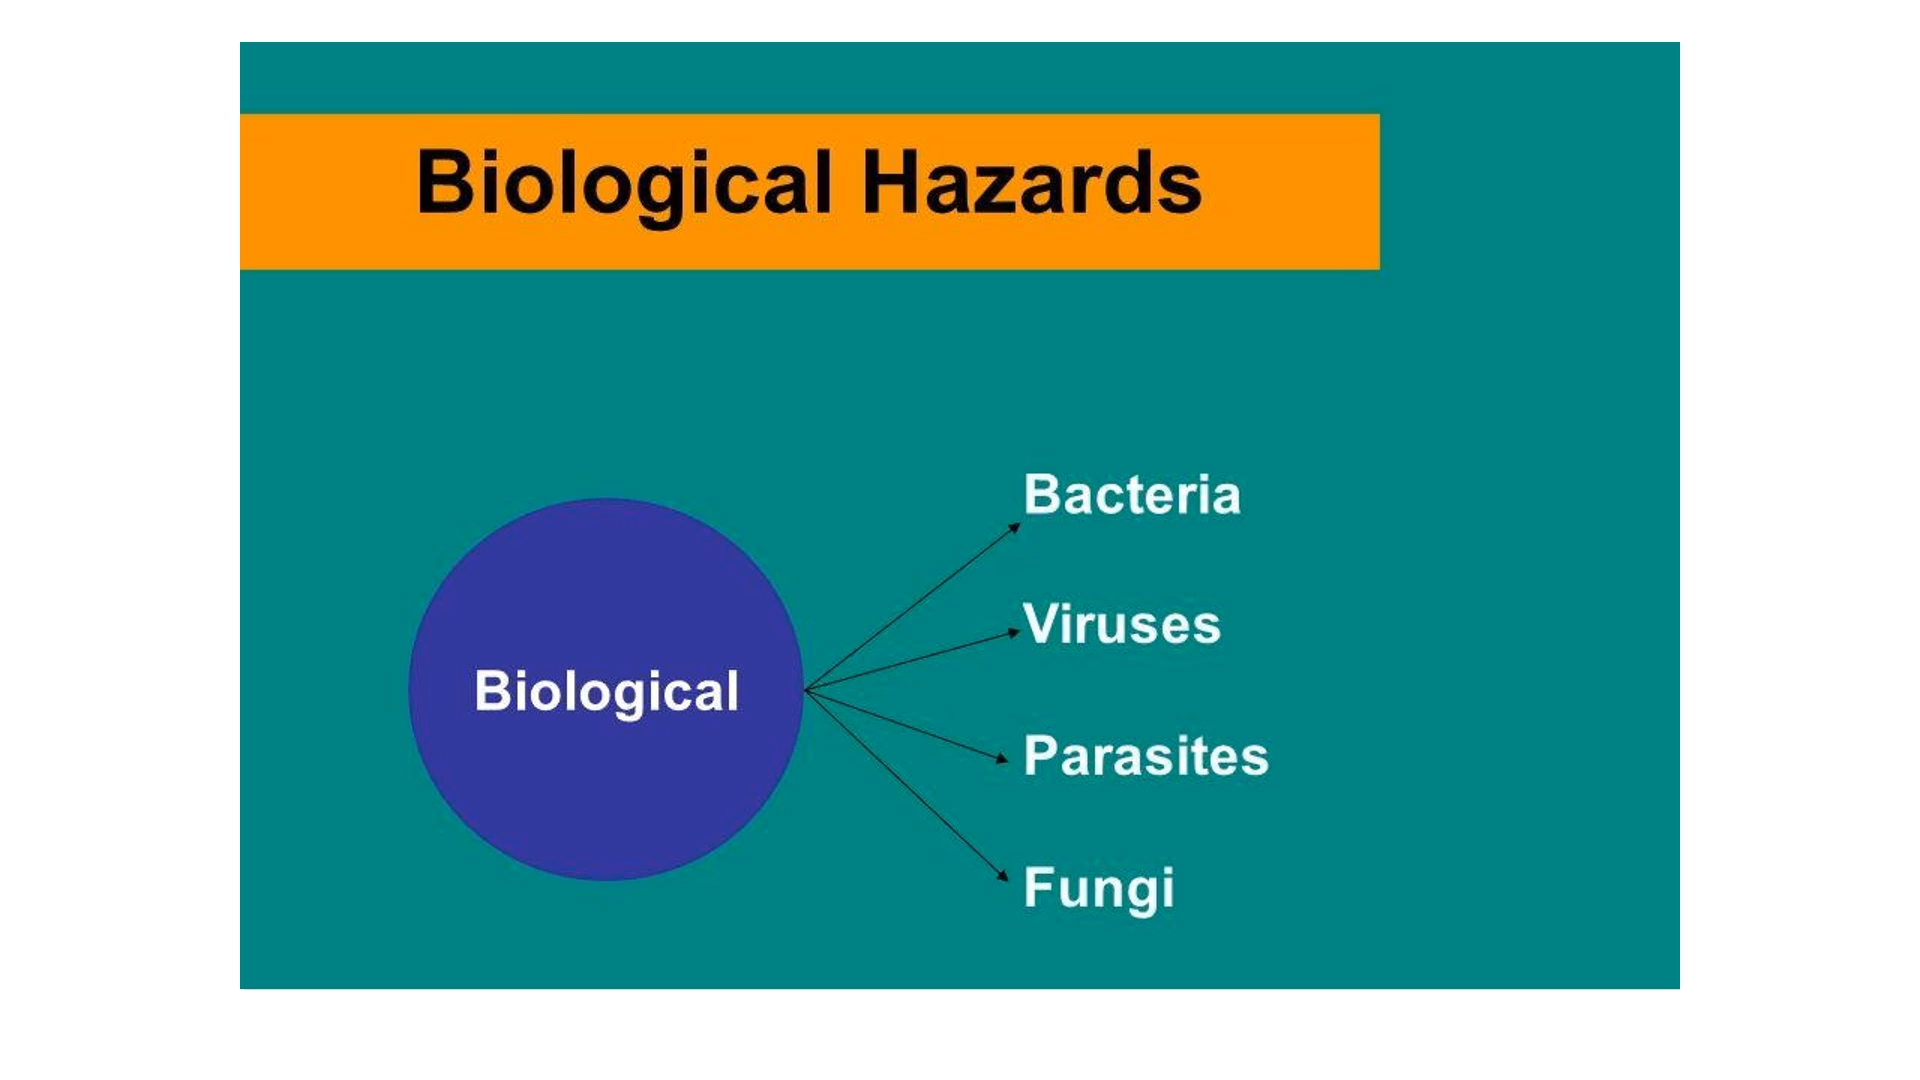 Biological Hazards
Bacteria
Viruses
Biological
Parasites
Fungi